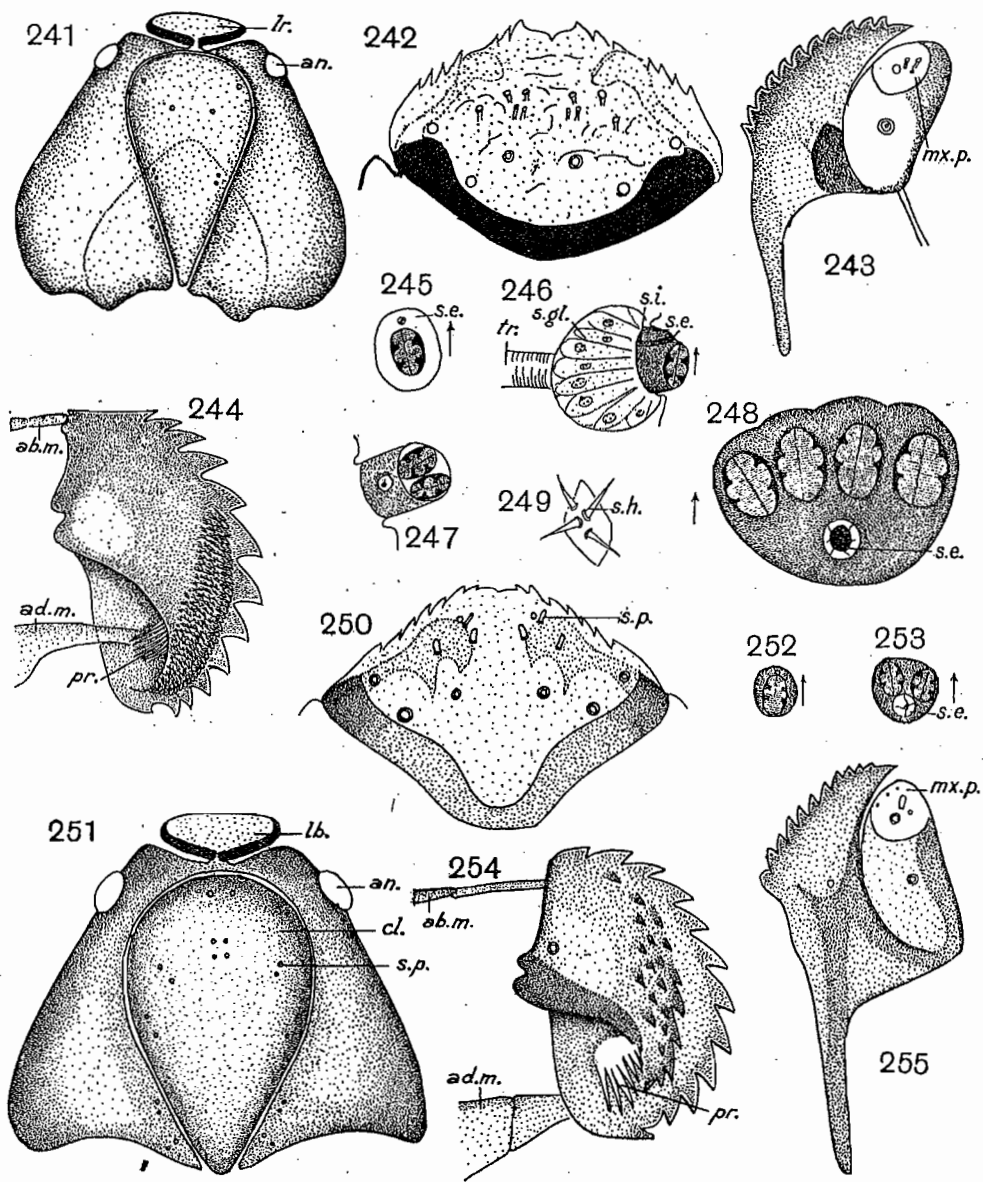 241
lr.
an.
242
243
mx.p.
245
s.e.
246
s.i.
s.gl.
s.e.
tr.
244
ab.m.
248
s.e.
247
249
s.h.
ad.m.
pr.
250
s.p.
252
253
s.e.
251
lb.
an.
cl.
s.p.
254
ab.m.
ad.m.
pr.
mx.p.
255